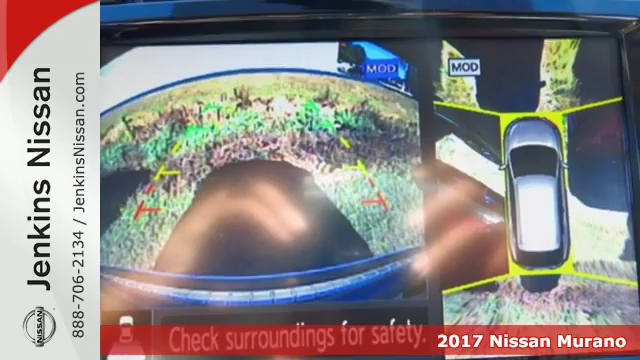 Jenkins Nissan
888-706-2134 / JenkinsNissan.com
NISSAN
MOD
MOD
Check surroundings for safety.
2017 Nissan Murano